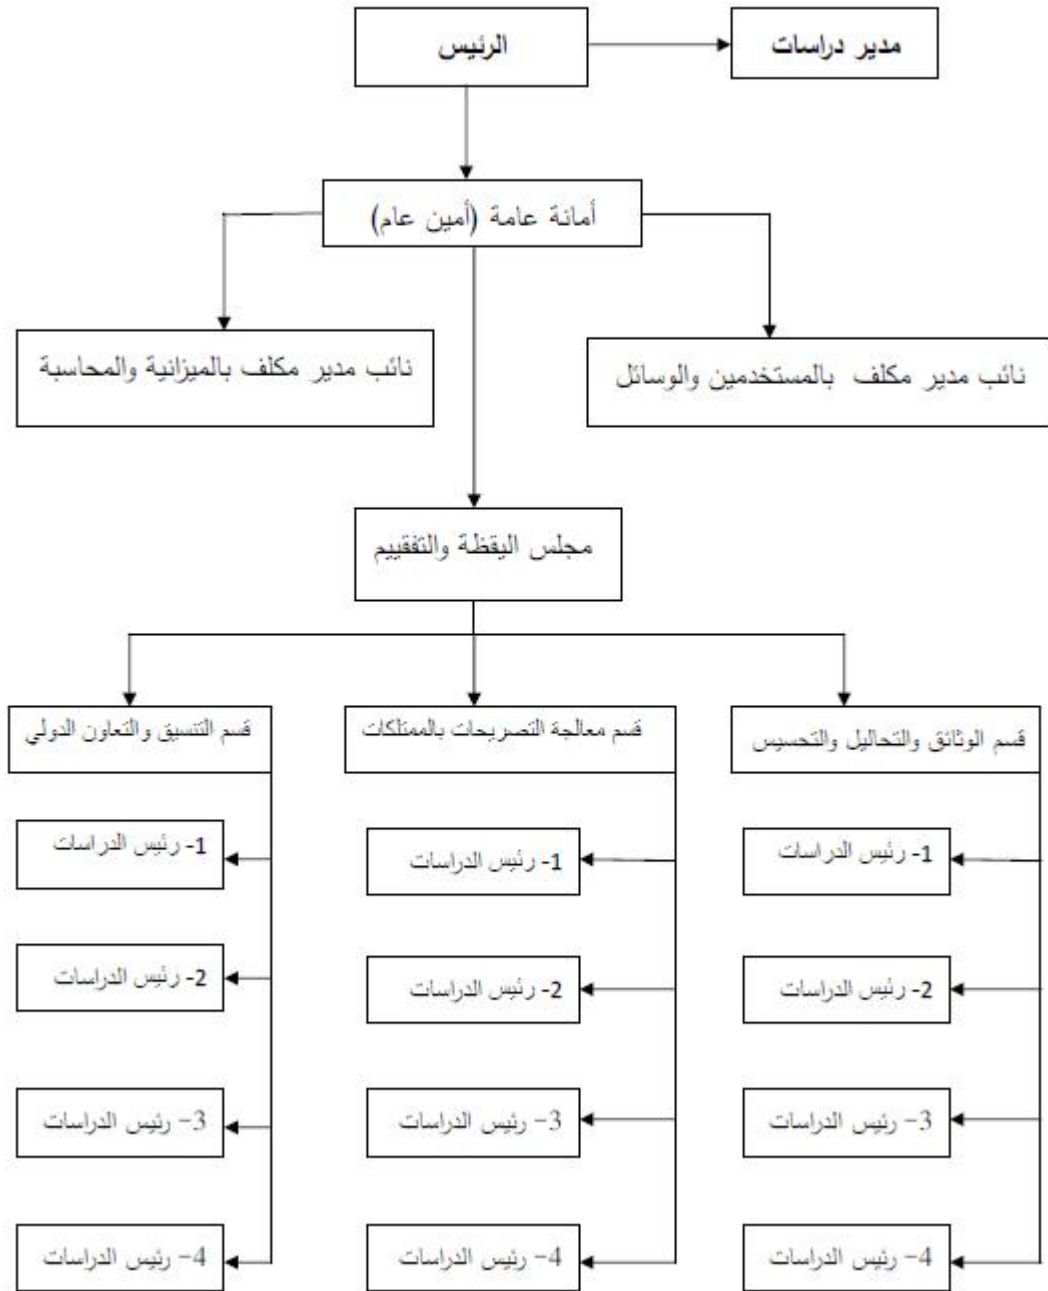 الرئيس
مدير دراسات
أمانة عامة (أمين عام)
نائب مدير مكلف بالمستخدمين والوسائل
نائب مدير مكلف بالميزانية والمحاسبة
مجلس اليقظة والتفقييم
قسم الوثائق والتحاليل والتحسيس
قسم معالجة التصريحات بالممتلكات
قسم التنسيق والتعاون الدولي
1- رئيس الدراسات
1- رئيس الدراسات
1- رئيس الدراسات
2- رئيس الدراسات
2- رئيس الدراسات
2- رئيس الدراسات
3- رئيس الدراسات
3- رئيس الدراسات
3- رئيس الدراسات
4- رئيس الدراسات
4- رئيس الدراسات
4- رئيس الدراسات